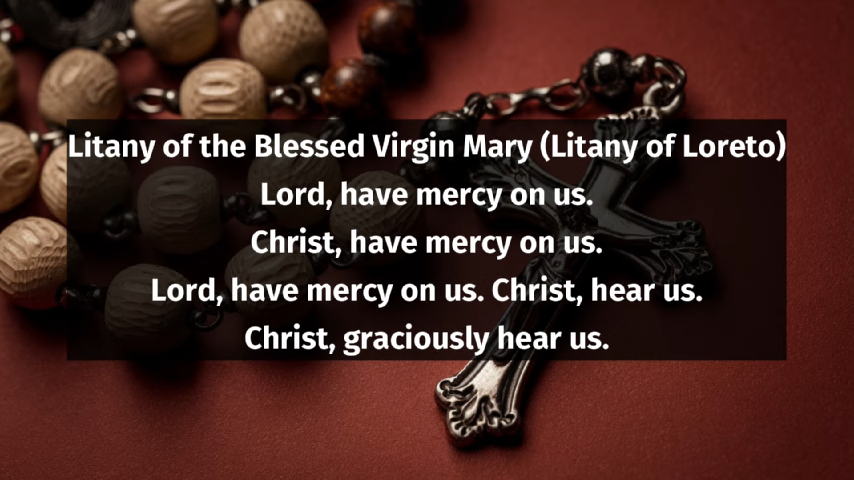 Litany of the Blessed Virgin Mary (Litany of Loreto)
Lord, have mercy on us.
Christ, have mercy on us.
Lord, have mercy on us. Christ, hear us.
Christ, graciously hear us.